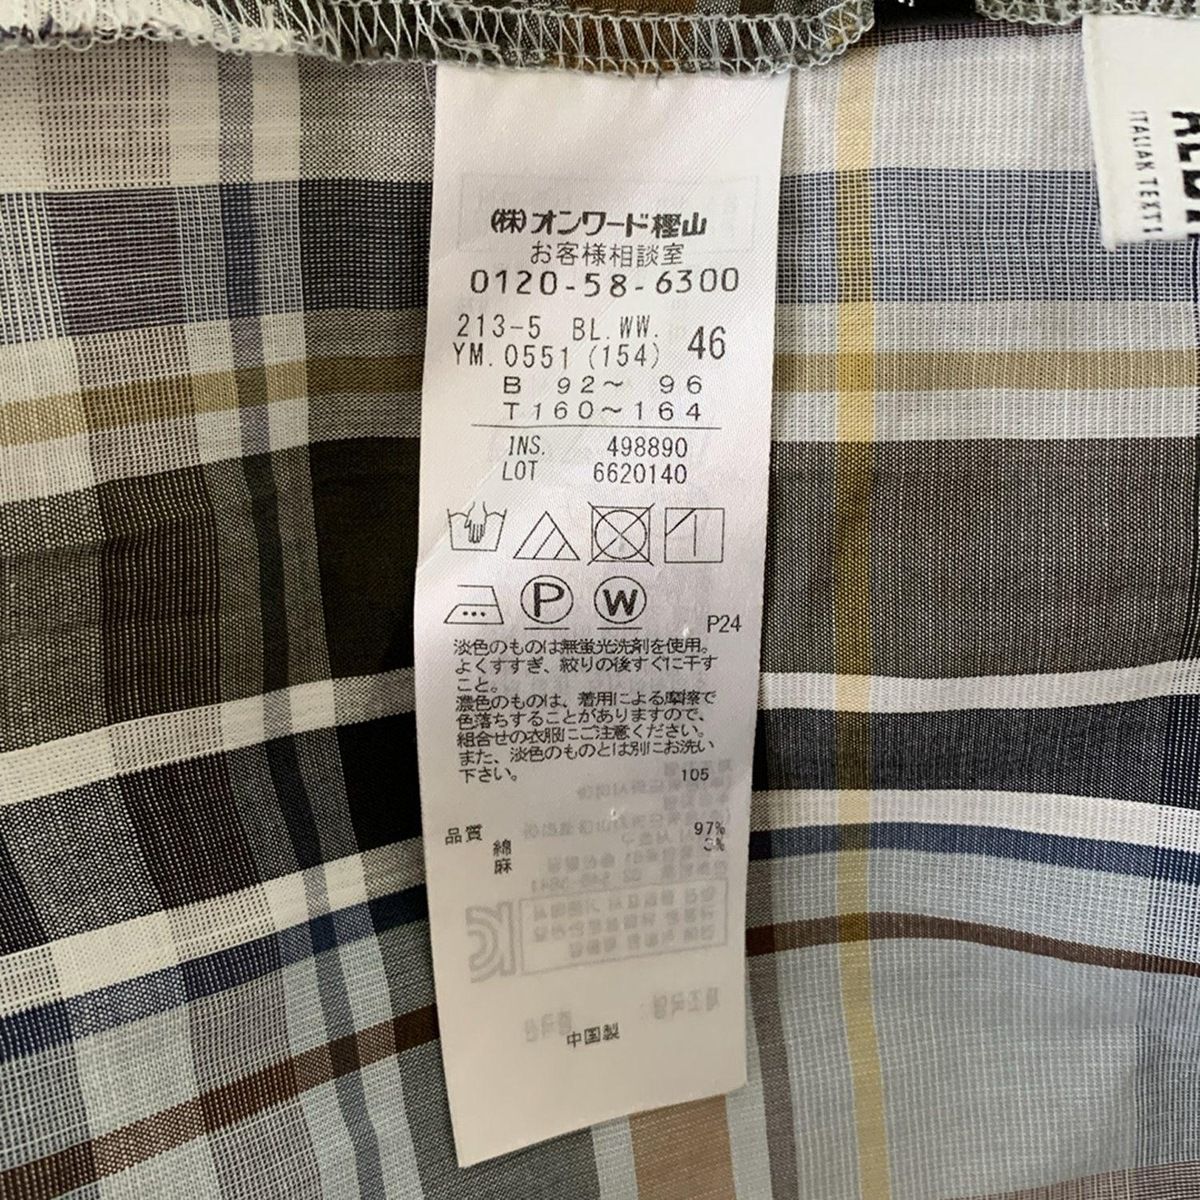 (株)オンワード樫山
お客様相談室
0120-58-6300
213-5 BL.WW.
YM.0551 (154) 46
B 92～ 96
T 160～164
INS. 498890
LOT 6620140
P W
P24
淡色のものは無蛍光洗剤を使用。
よくすすぎ、絞りの後すぐに干す
こと。
濃色のものは、着用による摩擦で
色落ちすることがありますので、
組合せの衣服にご注意ください。
また、淡色のものとは別にお洗い
下さい。
105
品質
綿 97%
麻 3%
中国製
ITALIAN